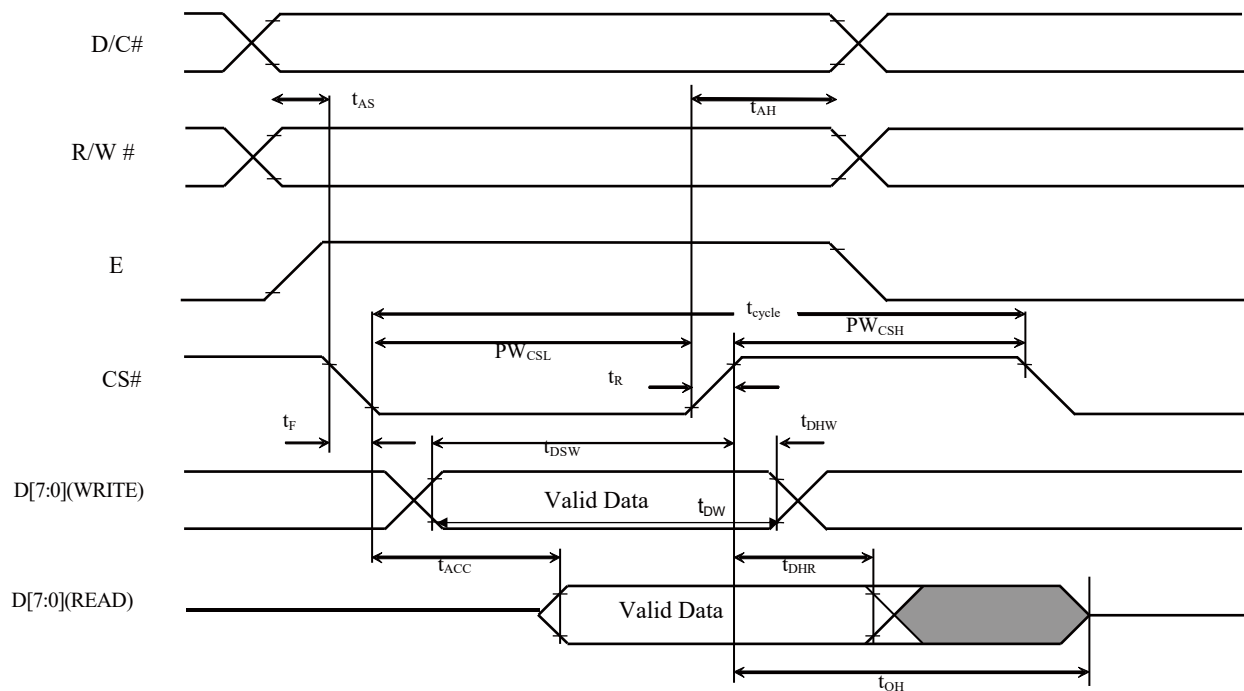 D/C#
tAS
tAH
R/W #
E
tcycle
PWCSH
PWCSL
CS#
tR
tF
tDSW
tDHW
D[7:0](WRITE)
Valid Data
tDW
tACC
tDHR
D[7:0](READ)
Valid Data
tOH